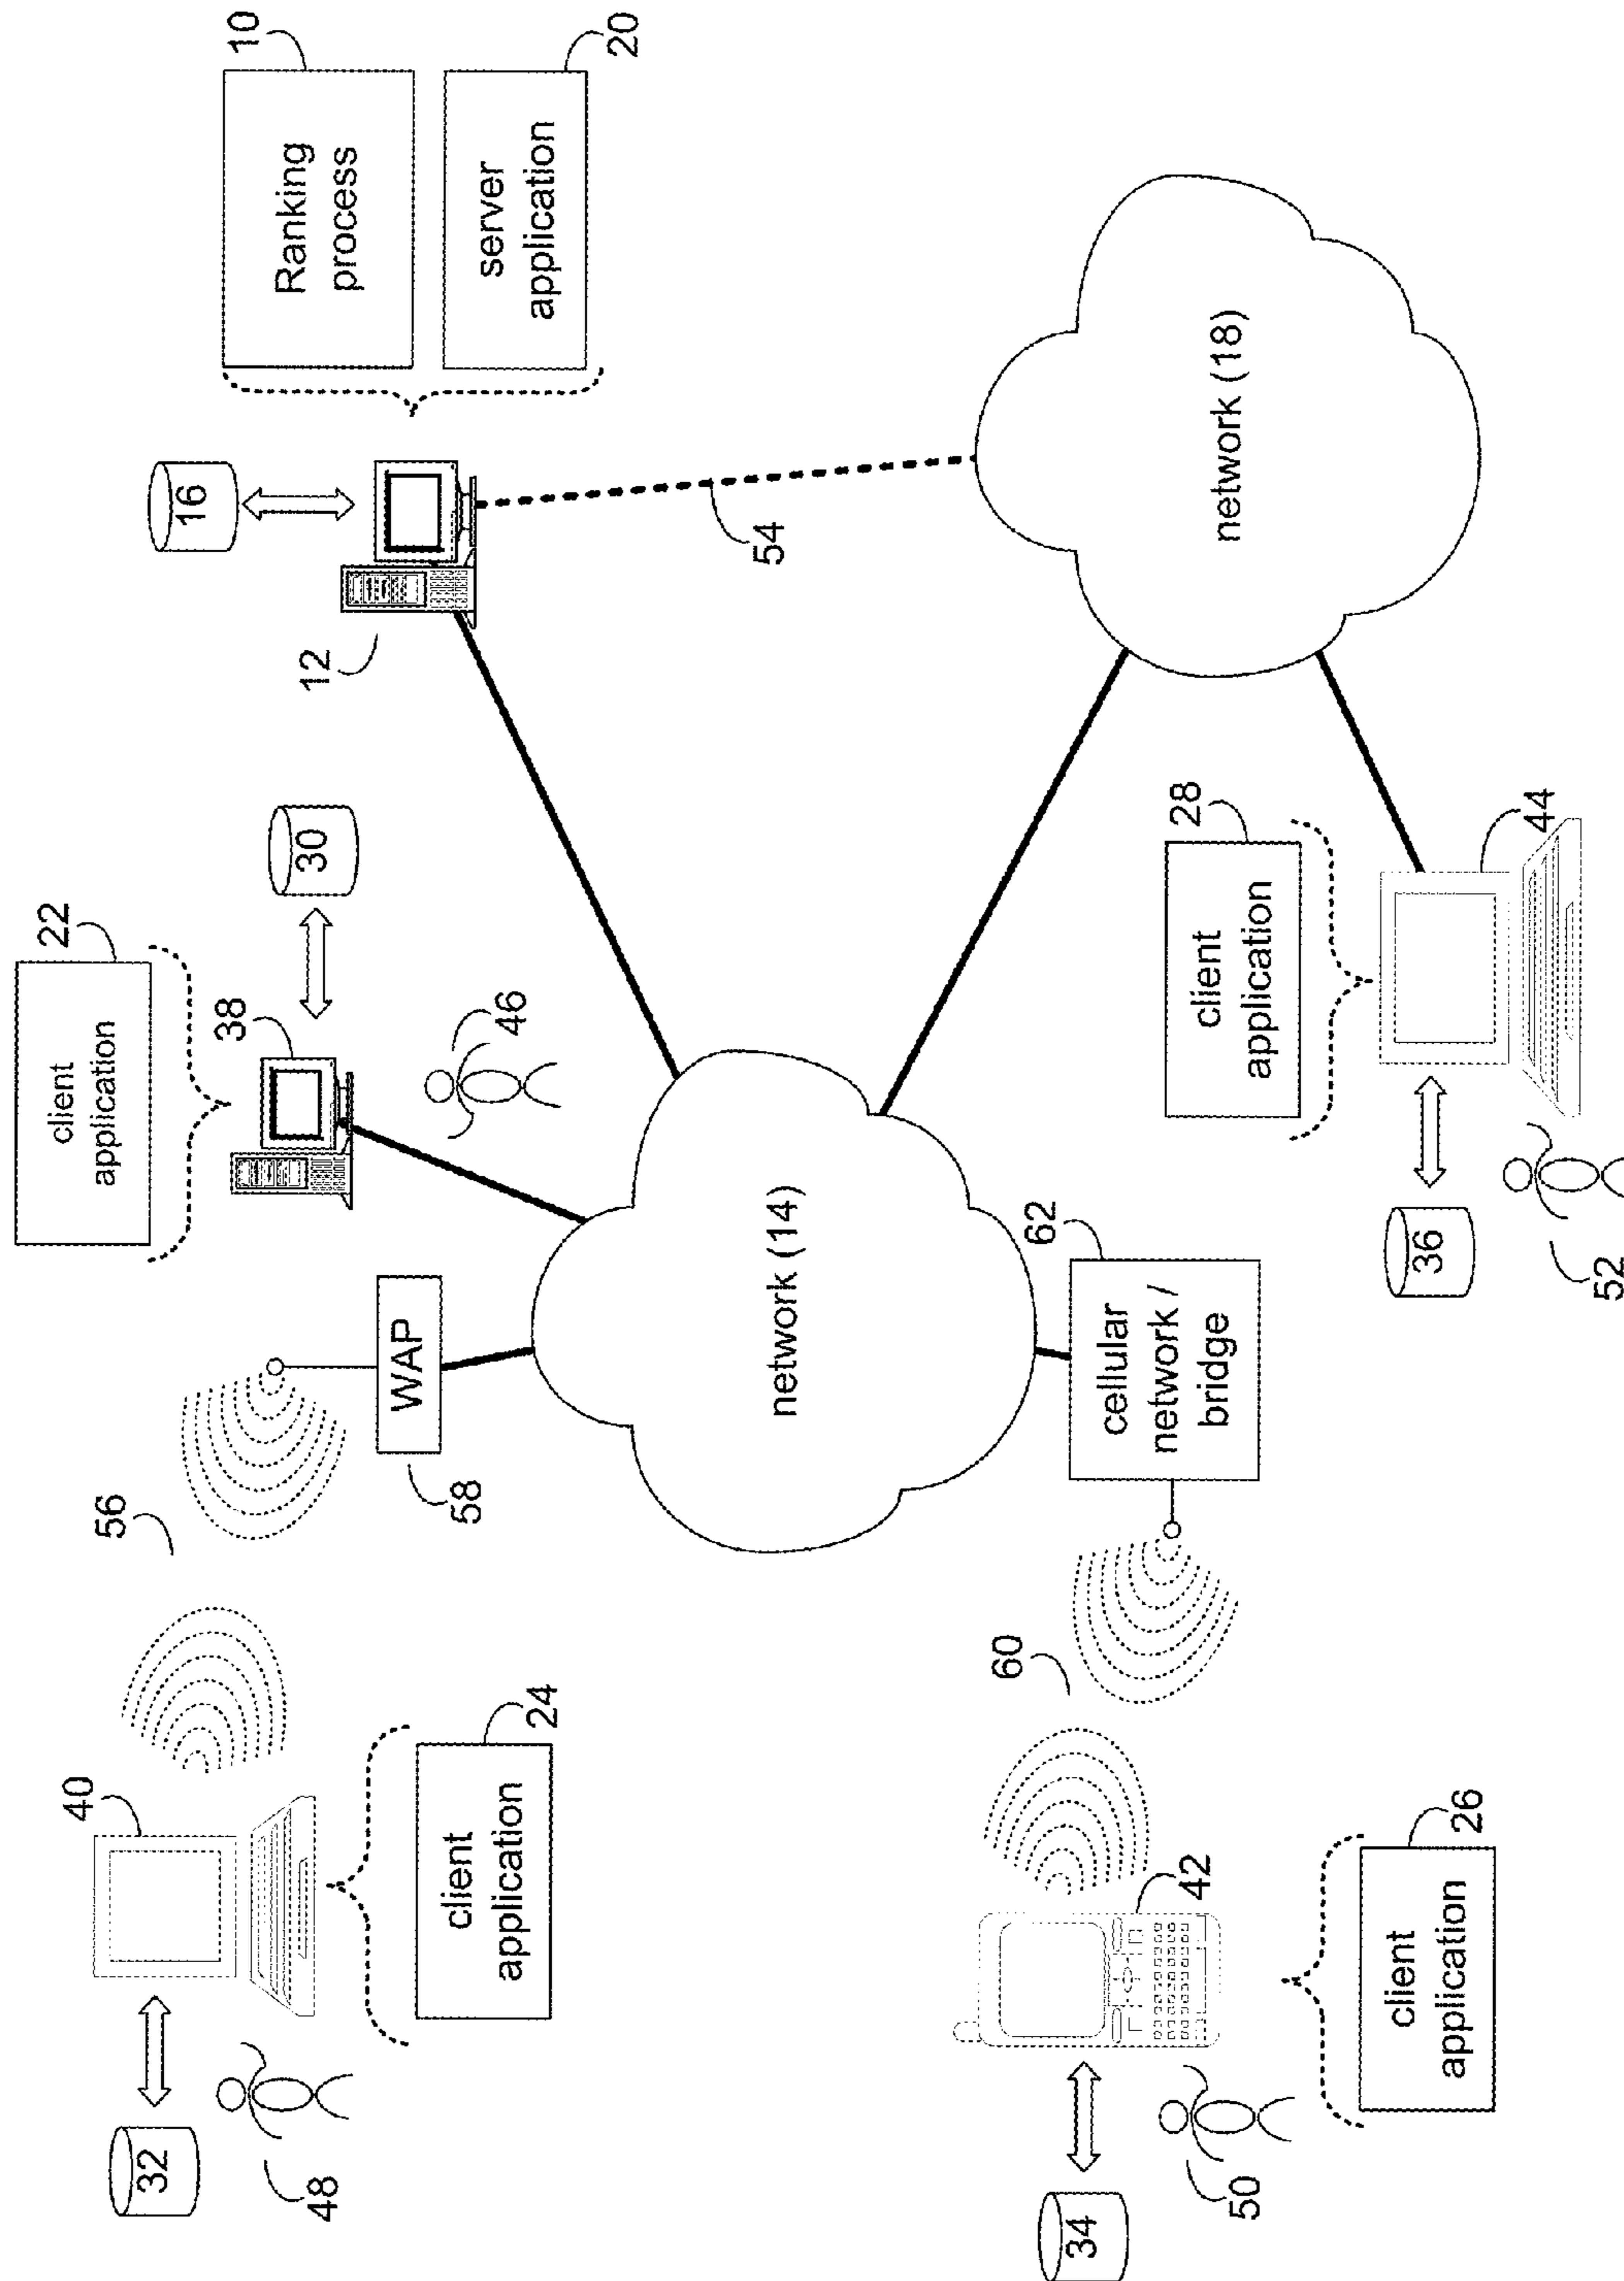 32
40
48
client
application
24
56
58
WAP
client
application
22
38
30
46
16
12
Ranking
process
10
server
application
20
54
network (14)
network (18)
34
42
50
client
application
26
60
62
cellular
network /
bridge
client
application
28
36
44
52